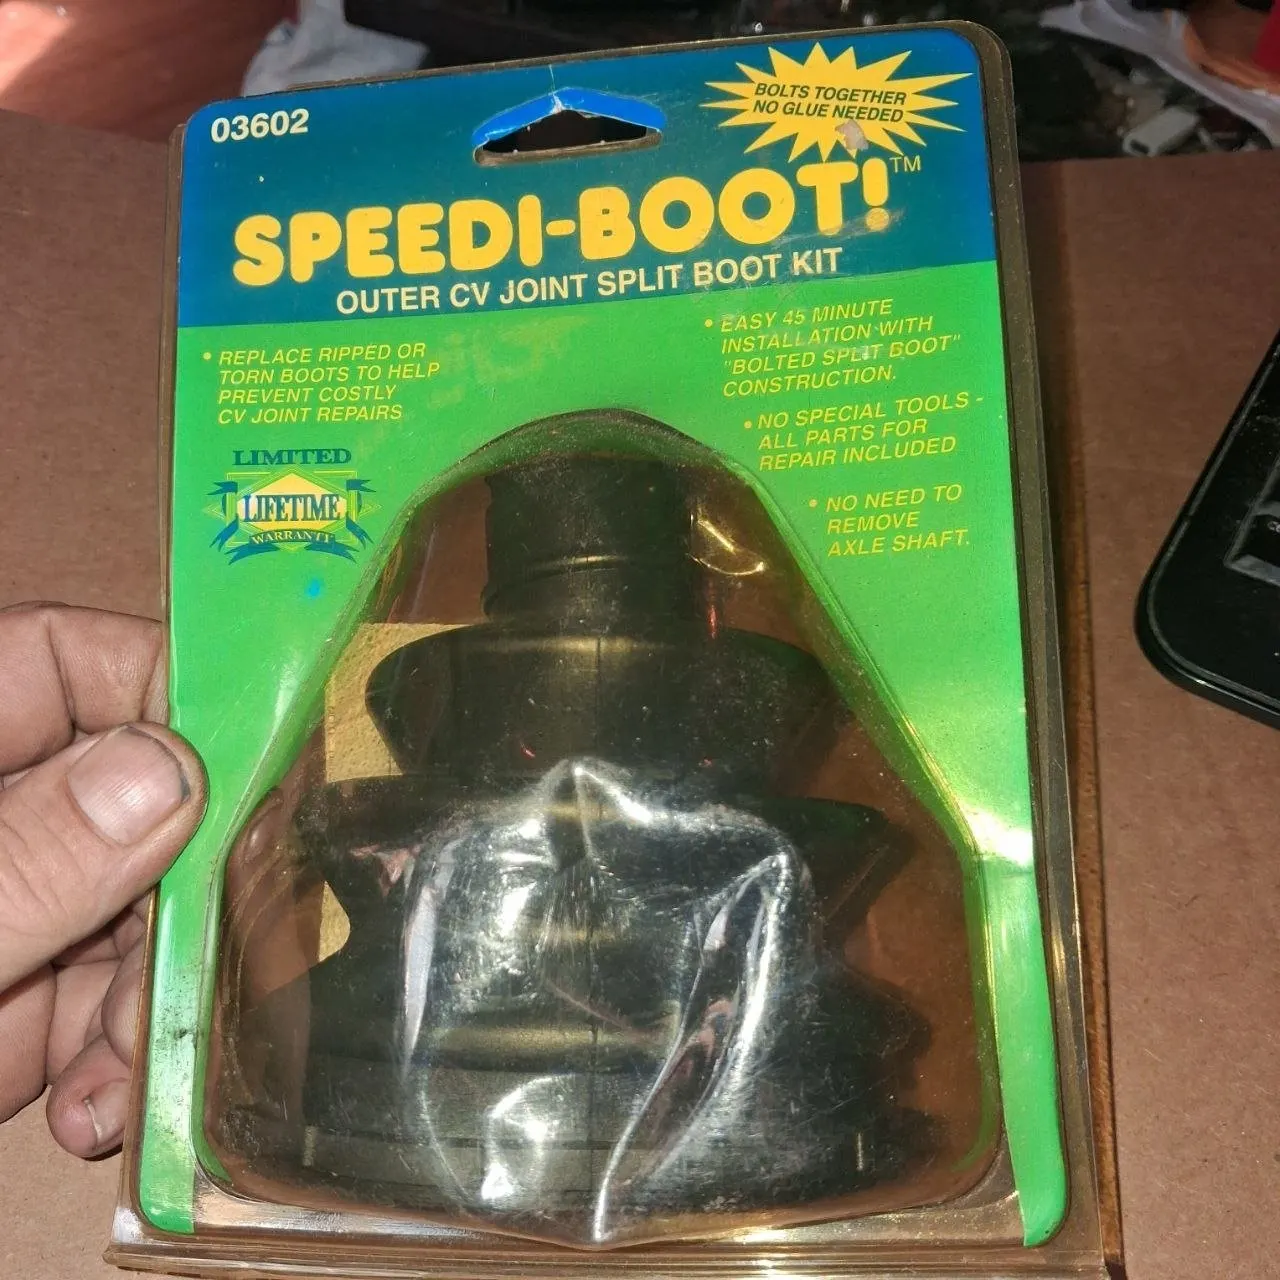 03602
BOLTS TOGETHER
NO GLUE NEEDED
SPEEDI-BOOT!™
OUTER CV JOINT SPLIT BOOT KIT
• REPLACE RIPPED OR
TORN BOOTS TO HELP
PREVENT COSTLY
CV JOINT REPAIRS
LIMITED
LIFETIME
WARRANTY
• EASY 45 MINUTE
INSTALLATION WITH
"BOLTED SPLIT BOOT"
CONSTRUCTION.
• NO SPECIAL TOOLS -
ALL PARTS FOR
REPAIR INCLUDED
• NO NEED TO
REMOVE
AXLE SHAFT.